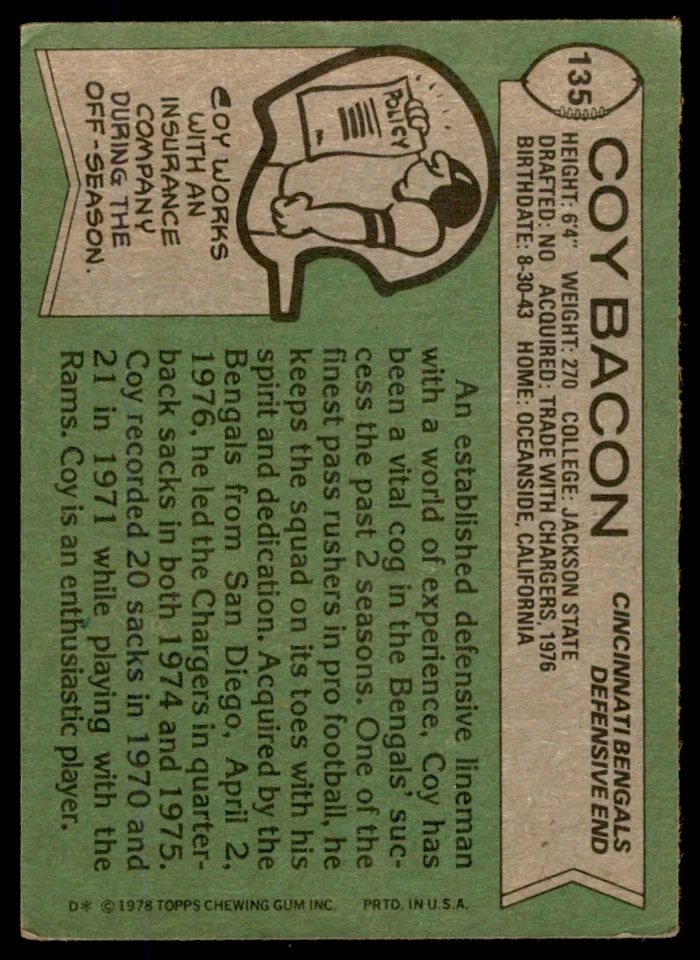 135
COY BACON
CINCINNATI BENGALS
DEFENSIVE END
HEIGHT: 6'4" WEIGHT: 270 COLLEGE: JACKSON STATE
DRAFTED: NO ACQUIRED: TRADE WITH CHARGERS, 1976
BIRTHDATE: 8-30-43 HOME: OCEANSIDE, CALIFORNIA
POLICY
COY WORKS
WITH AN
INSURANCE
COMPANY
DURING THE
OFF-SEASON.
An established defensive lineman
with a world of experience, Coy has
been a vital cog in the Bengals' suc-
cess the past 2 seasons. One of the
finest pass rushers in pro football, he
keeps the squad on its toes with his
spirit and dedication. Acquired by the
Bengals from San Diego, April 2,
1976, he led the Chargers in quarter-
back sacks in both 1974 and 1975.
Coy recorded 20 sacks in 1970 and
21 in 1971 while playing with the
Rams. Coy is an enthusiastic player.
D* © 1978 TOPPS CHEWING GUM INC. PRTD. IN U.S.A.